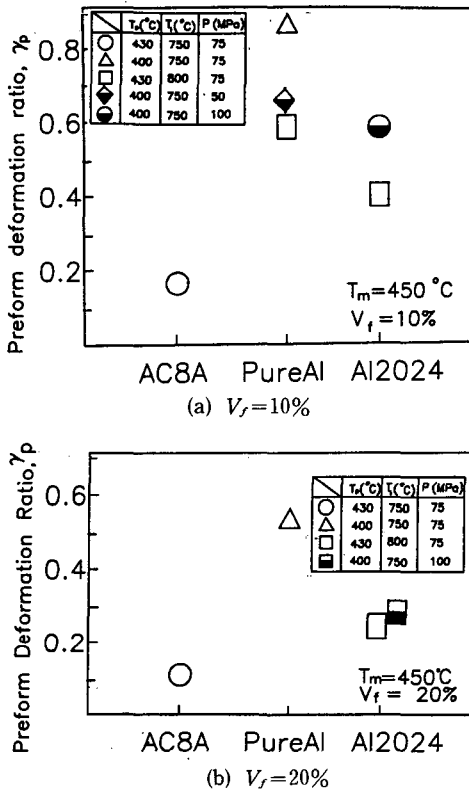 Preform deformation ratio, γp
0.8
0.6
0.4
0.2
Tp(°C) Tl(°C) P (MPa)
430 750 75
400 750 75
430 800 75
400 750 50
400 750 100
Tm=450 °C
Vf=10%
AC8A PureAl Al2024
(a) Vf=10%
Preform Deformation Ratio,γp
0.6
0.4
0.2
Tp(°C) Tl(°C) P (MPa)
430 750 75
400 750 75
430 800 75
400 750 100
Tm=450℃
Vf= 20%
AC8A PureAl Al2024
(b) Vf=20%